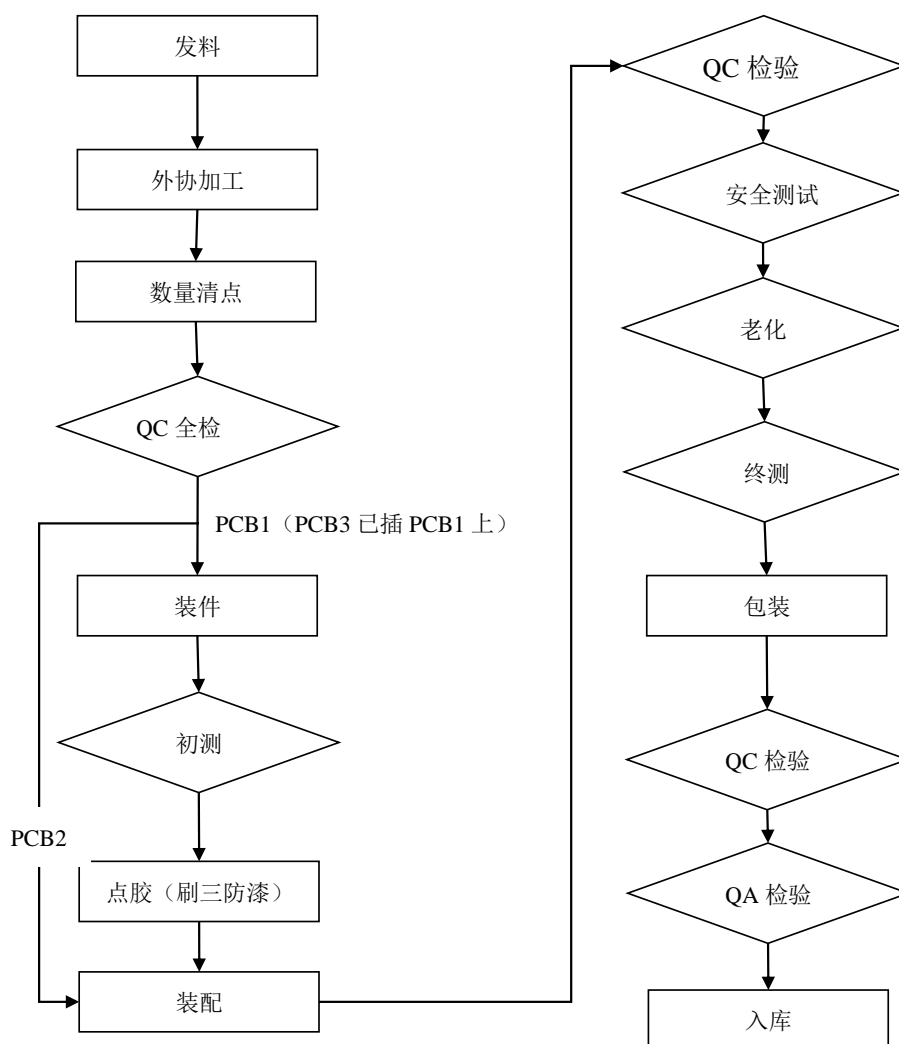 发料
外协加工
数量清点
QC 全检
PCB1（PCB3 已插 PCB1 上）
装件
初测
PCB2
点胶（刷三防漆）
装配
QC 检验
安全测试
老化
终测
包装
QC 检验
QA 检验
入库